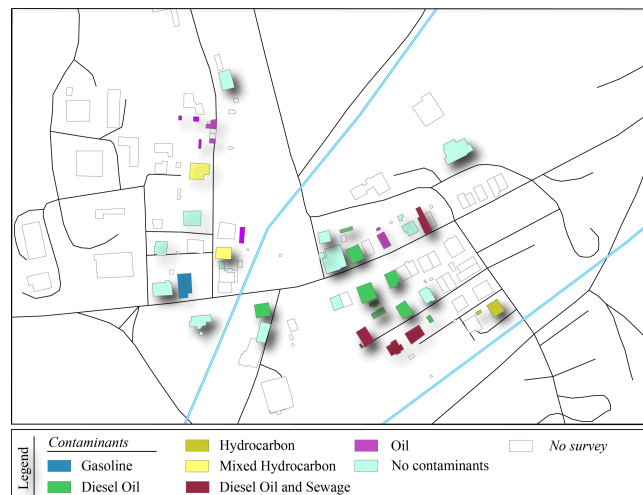 Legend
Contaminants
Gasoline
Diesel Oil
Hydrocarbon
Mixed Hydrocarbon
Diesel Oil and Sewage
Oil
No contaminants
No survey